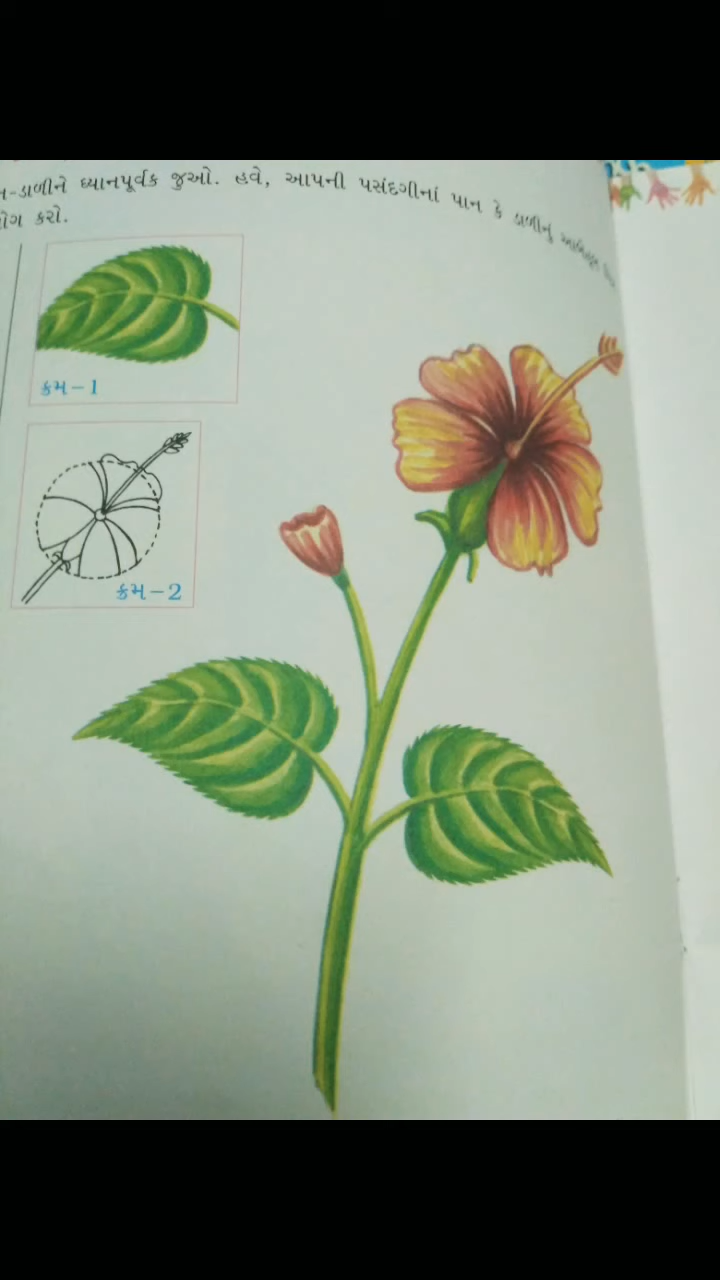 ન-ડાળીને ધ્યાનપૂર્વક જુઓ. હવે, આપની પસંદગીનાં પાન કે ડાળીનું
યોગ કરો.
ક્રમ-1
ક્રમ-2